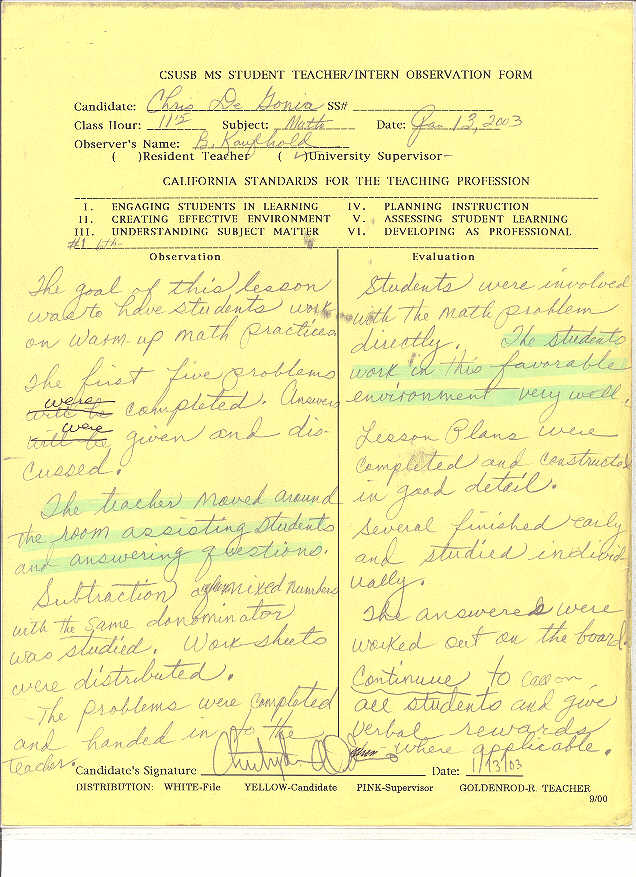 CSUSB MS STUDENT TEACHER/INTERN OBSERVATION FORM
Candidate: Chris De Gonia SS#
Class Hour: 11 Subject: Math Date: Jan 13, 2003
Observer's Name: B. Kauphold
( )Resident Teacher (✓)University Supervisor
CALIFORNIA STANDARDS FOR THE TEACHING PROFESSION
I. ENGAGING STUDENTS IN LEARNING IV. PLANNING INSTRUCTION
II. CREATING EFFECTIVE ENVIRONMENT V. ASSESSING STUDENT LEARNING
III. UNDERSTANDING SUBJECT MATTER VI. DEVELOPING AS PROFESSIONAL
#1 6th
Observation
The goal of this lesson
was to have students work
on warm up math practices
The first five problems
were
will be completed. Answers
were
will be given and dis-
cussed.
The teacher moved around
the room assisting students
and answering questions.
Subtraction mixed numbers
with the same donominator
was studied. Work sheets
were distributed.
The problems were completed
and handed in to the
teacher.
Evaluation
Students were involved
with the math problem
directly. The students
work in this favorable
environment very well.
Lesson Plans were
completed and constructed
in good detail.
Several finished early
and studied individ
ually.
The answers were
worked out on the board.
Continue to call on
all students and give
verbal rewards
where applicable.
Candidate's Signature Date: 1/13/03
DISTRIBUTION: WHITE-File YELLOW-Candidate PINK-Supervisor GOLDENROD-R. TEACHER
9/00